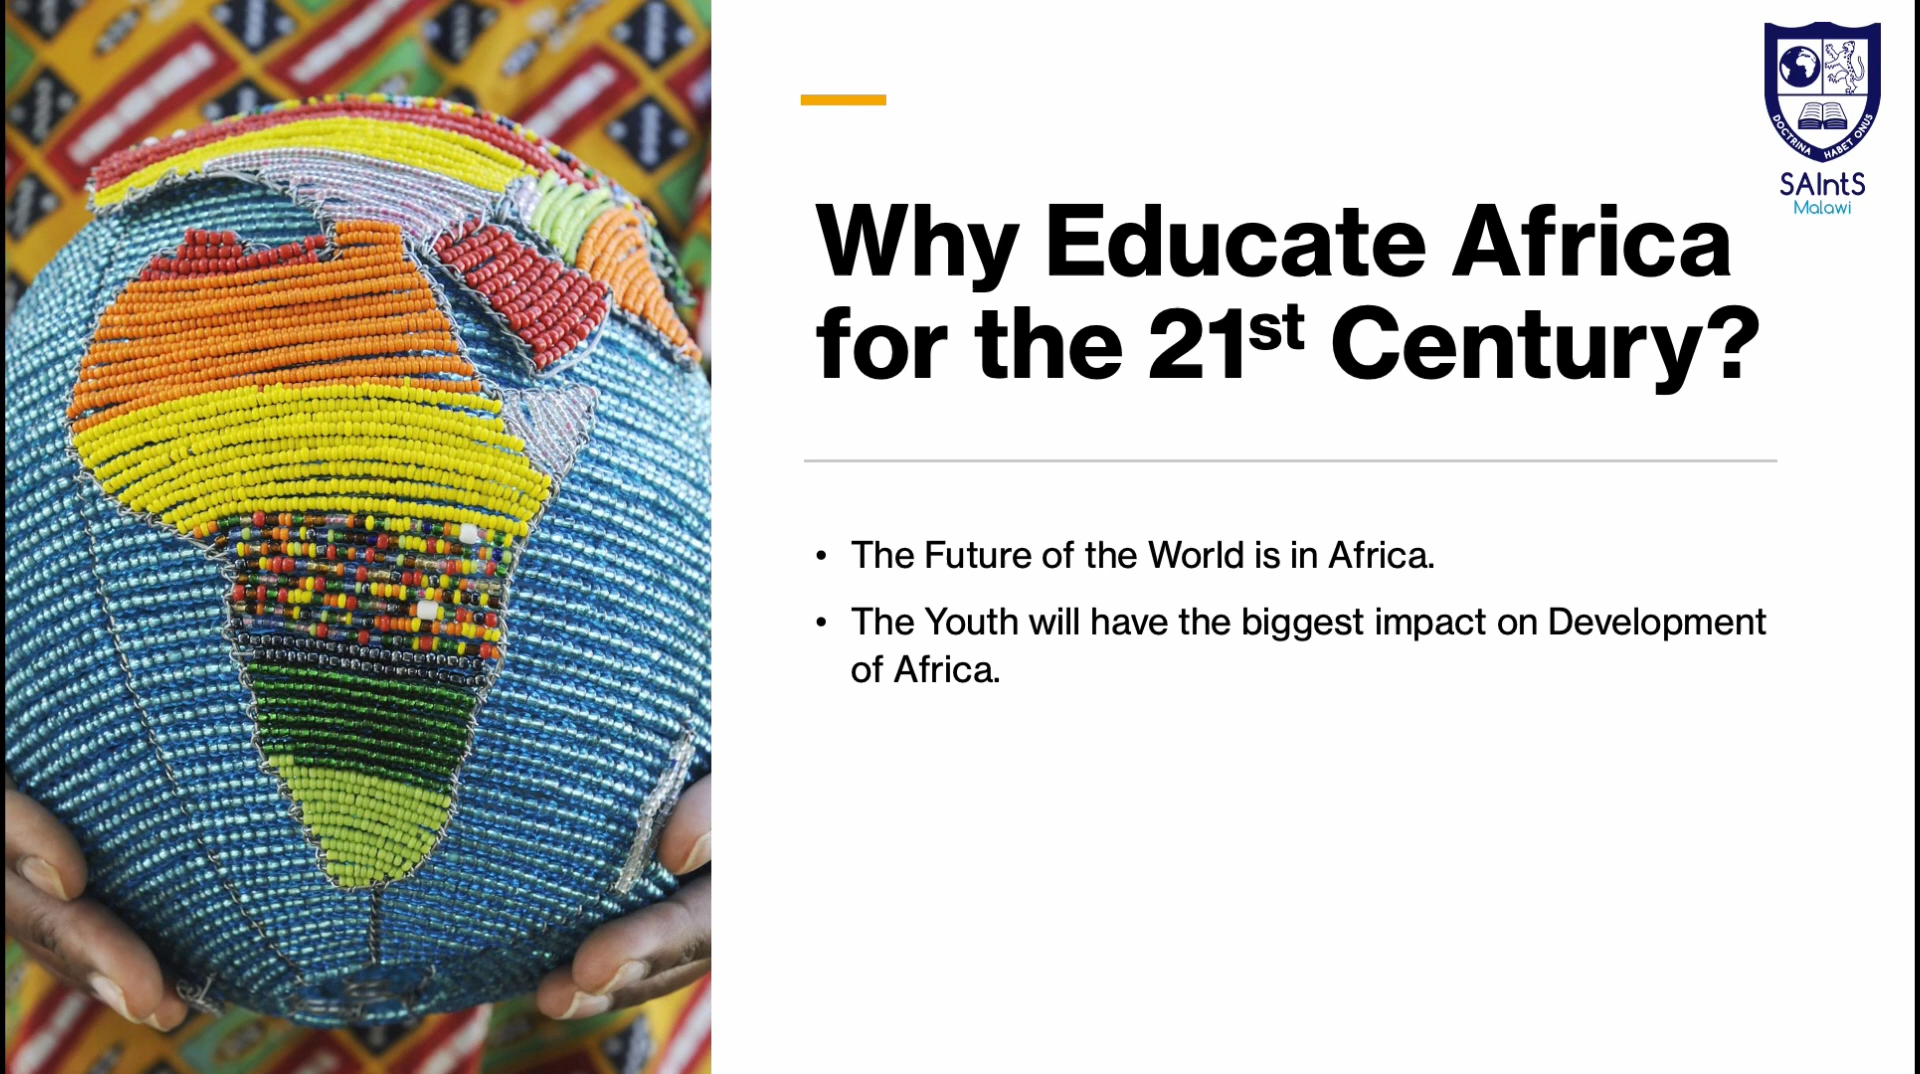 Why Educate Africa
for the 21st Century?
• The Future of the World is in Africa.
• The Youth will have the biggest impact on Development
of Africa.
DOCTRINA HABET ONUS
SAIntS
Malawi